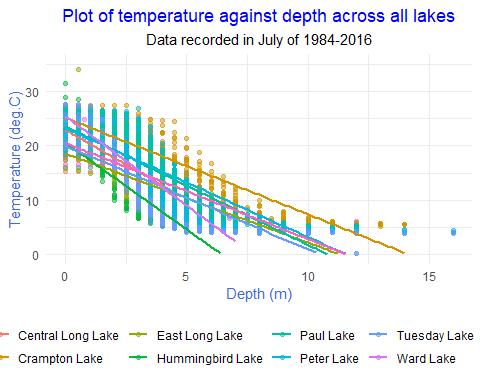 Plot of temperature against depth across all lakes
Data recorded in July of 1984-2016
Temperature (deg.C)
30
20
10
0
0 5 10 15
Depth (m)
Central Long Lake East Long Lake Paul Lake Tuesday Lake
Crampton Lake Hummingbird Lake Peter Lake Ward Lake